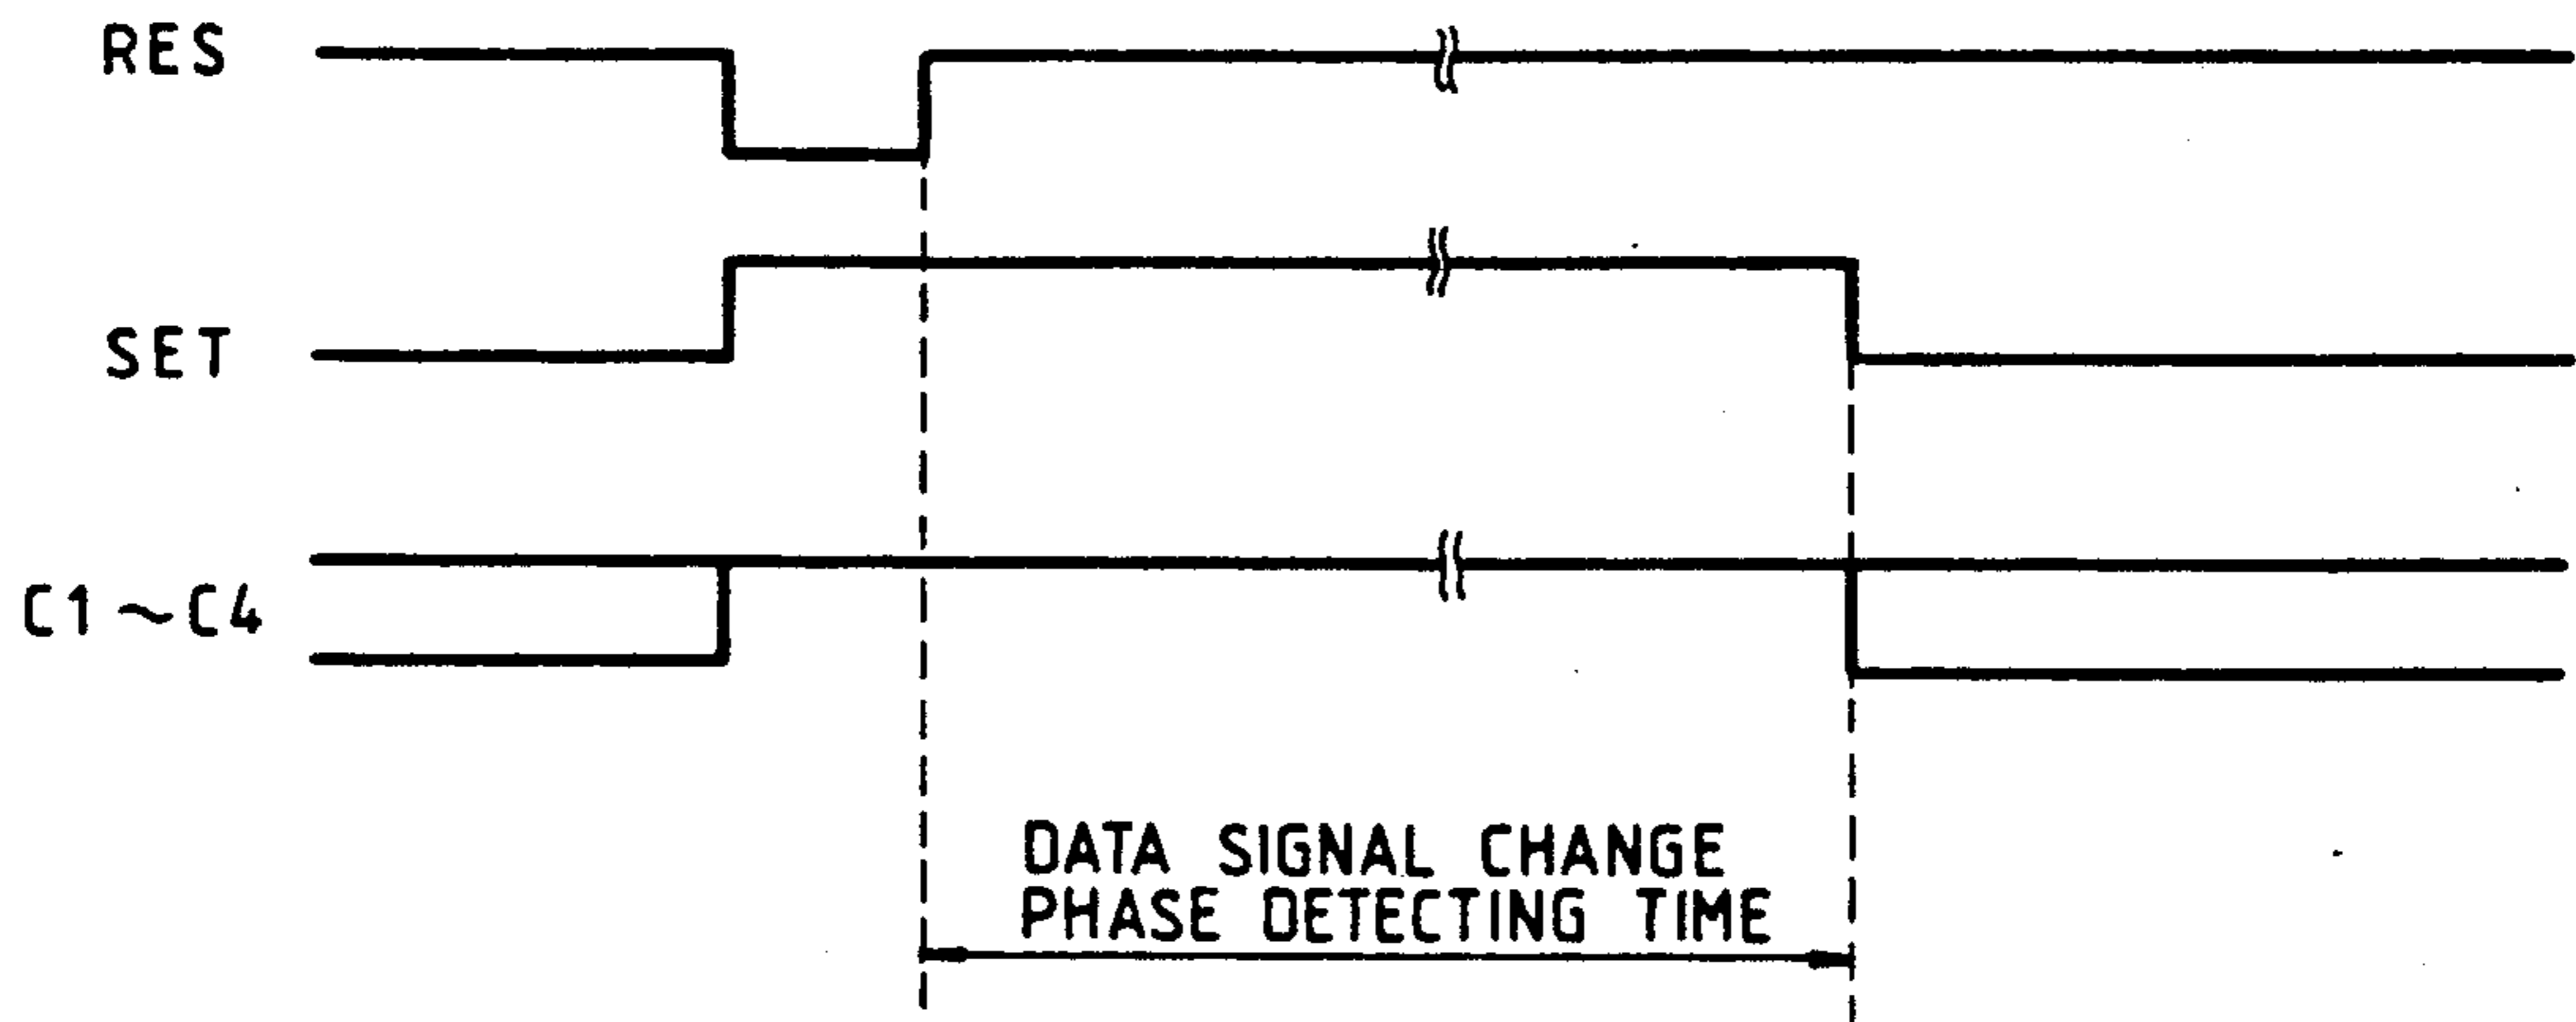 RES
SET
C1~C4
DATA SIGNAL CHANGE
PHASE DETECTING TIME